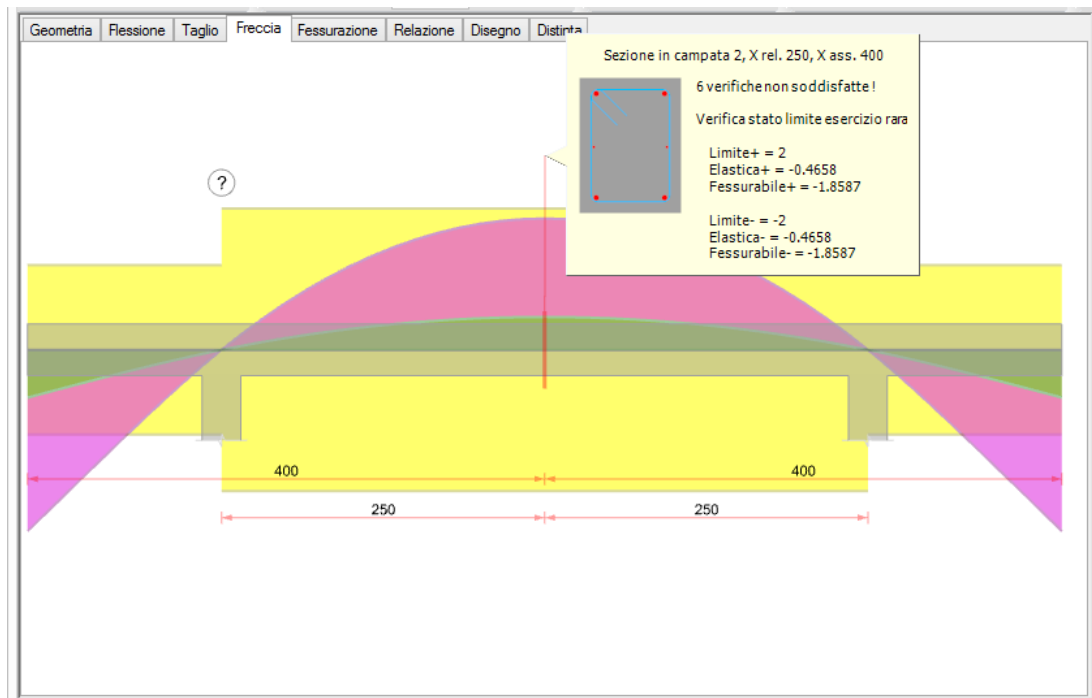 Geometria Flessione Taglio Freccia Fessurazione Relazione Disegno Distinta
Sezione in campata 2, X rel. 250, X ass. 400
6 verifiche non soddisfatte !
Verifica stato limite esercizio rara
Limite+ = 2
Elastica+ = -0.4658
Fessurabile+ = -1.8587
Limite- = -2
Elastica- = -0.4658
Fessurabile- = -1.8587
?
400 400
250 250